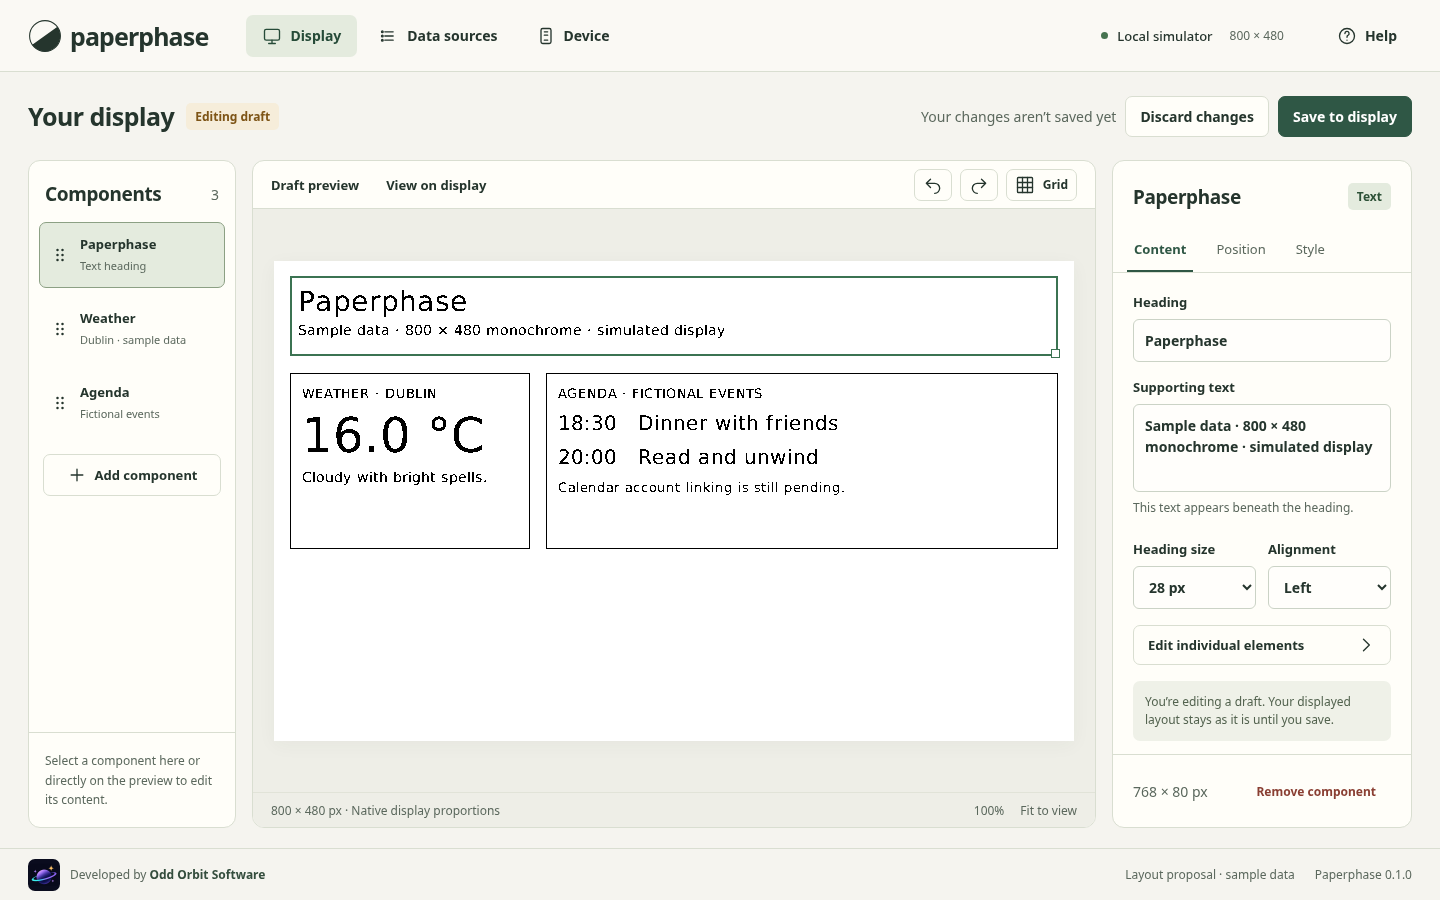 paperphase
Display
Data sources
Device
Local simulator
800 × 480
Help
Your display
Editing draft
Your changes aren’t saved yet
Discard changes
Save to display
Components
3
Paperphase
Text heading
Weather
Dublin · sample data
Agenda
Fictional events
Add component
Select a component here or
directly on the preview to edit
its content.
Draft preview
View on display
Grid
Paperphase
Sample data · 800 × 480 monochrome · simulated display
WEATHER · DUBLIN
16.0 °C
Cloudy with bright spells.
AGENDA · FICTIONAL EVENTS
18:30 Dinner with friends
20:00 Read and unwind
Calendar account linking is still pending.
800 × 480 px · Native display proportions
100%
Fit to view
Paperphase
Text
Content
Position
Style
Heading
Paperphase
Supporting text
Sample data · 800 × 480
monochrome · simulated display
This text appears beneath the heading.
Heading size
Alignment
28 px
Left
Edit individual elements
You’re editing a draft. Your displayed
layout stays as it is until you save.
768 × 80 px
Remove component
Developed by Odd Orbit Software
Layout proposal · sample data
Paperphase 0.1.0